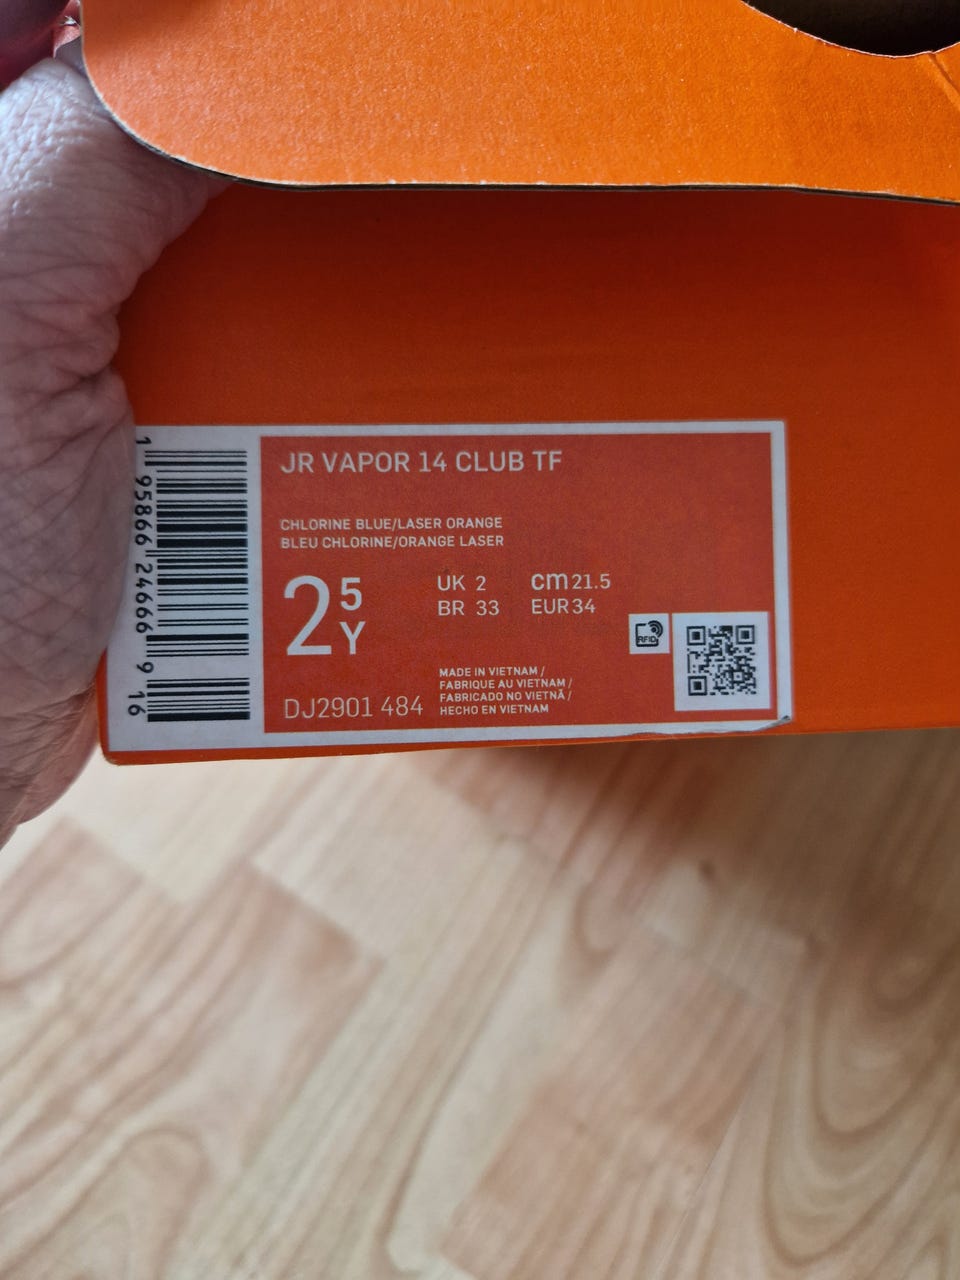 JR VAPOR 14 CLUB TF
CHLORINE BLUE/LASER ORANGE
BLEU CHLORINE/ORANGE LASER
2 5 Y
UK 2 cm 21.5
BR 33 EUR 34
RFID
DJ2901 484
MADE IN VIETNAM /
FABRIQUE AU VIETNAM /
FABRICADO NO VIETNÃ /
HECHO EN VIETNAM
1 95866 24666 9 16